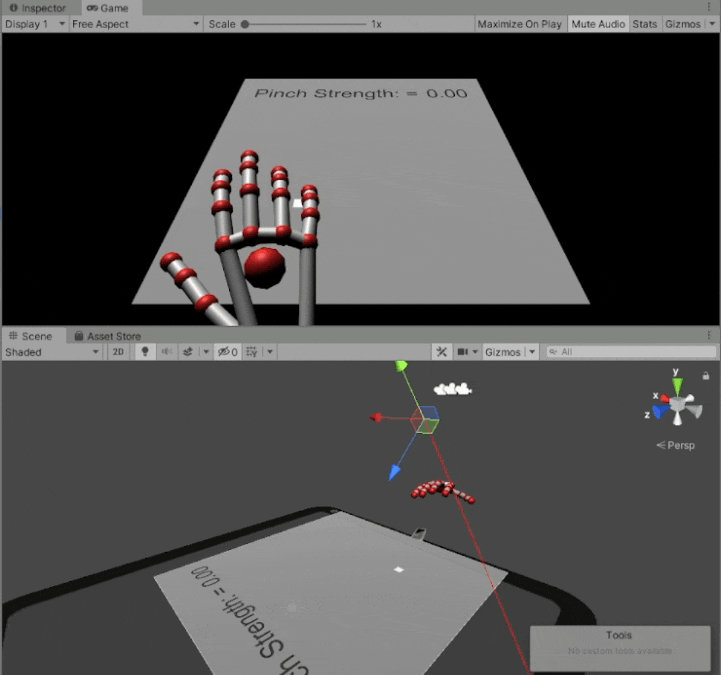 Inspector Game
Display 1 Free Aspect Scale 1x Maximize On Play Mute Audio Stats Gizmos
Pinch Strength: = 0.00
Scene Asset Store
Shaded 2D 0 Gizmos All
y
x
z
Persp
ch Strength: = 0.00
Tools
No custom tools available